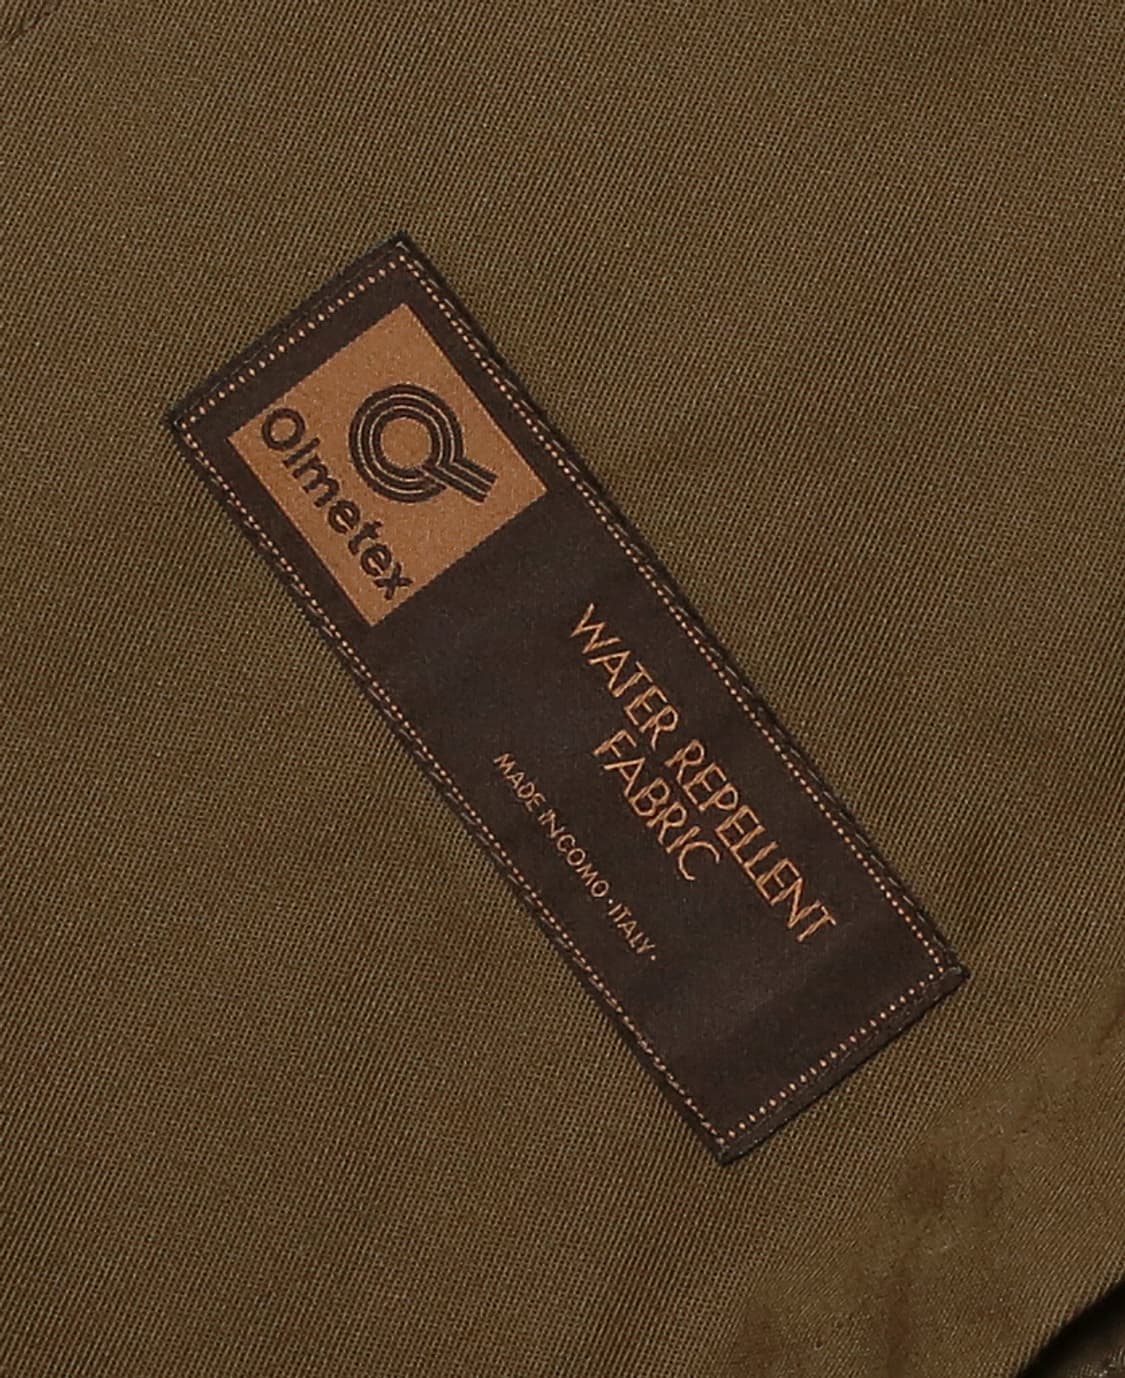 Olmetex
WATER REPELLENT
FABRIC
MADE IN COMO · ITALY ·